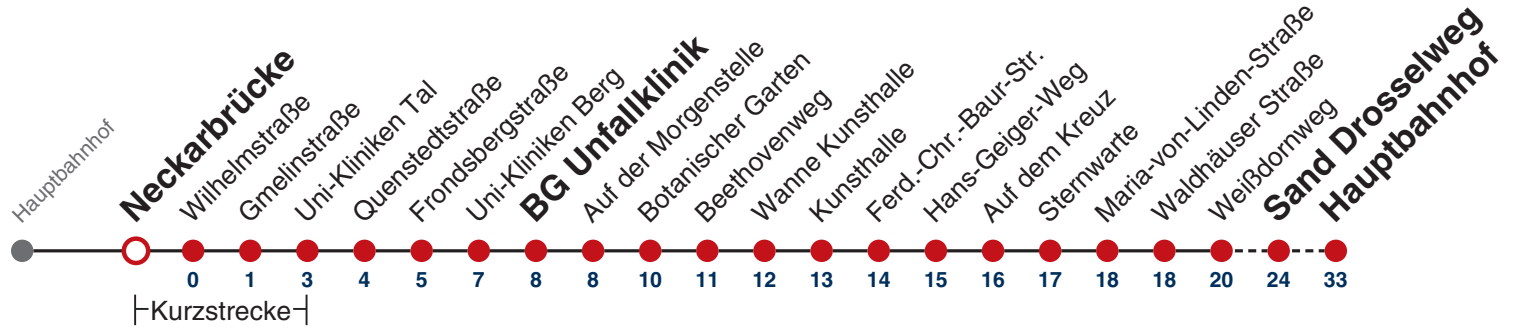 Hauptbahnhof
Neckarbrücke
Wilhelmstraße
Gmelinstraße
Uni-Kliniken Tal
Quenstedtstraße
Frondsbergstraße
Uni-Kliniken Berg
BG Unfallklinik
Auf der Morgenstelle
Botanischer Garten
Beethovenweg
Wanne Kunsthalle
Kunsthalle
Ferd.-Chr.-Baur-Str.
Hans-Geiger-Weg
Auf dem Kreuz
Sternwarte
Maria-von-Linden-Straße
Waldhäuser Straße
Weißdornweg
Sand Drosselweg
Hauptbahnhof
0 1 3 4 5 7 8 8 10 11 12 13 14 15 16 17 18 18 20 24 33
Kurzstrecke